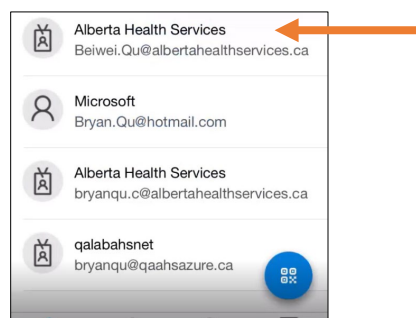 Alberta Health Services
Beiwei.Qu@albertahealthservices.ca
Microsoft
Bryan.Qu@hotmail.com
Alberta Health Services
bryanqu.c@albertahealthservices.ca
qalabahsnet
bryanqu@qaahsazure.ca